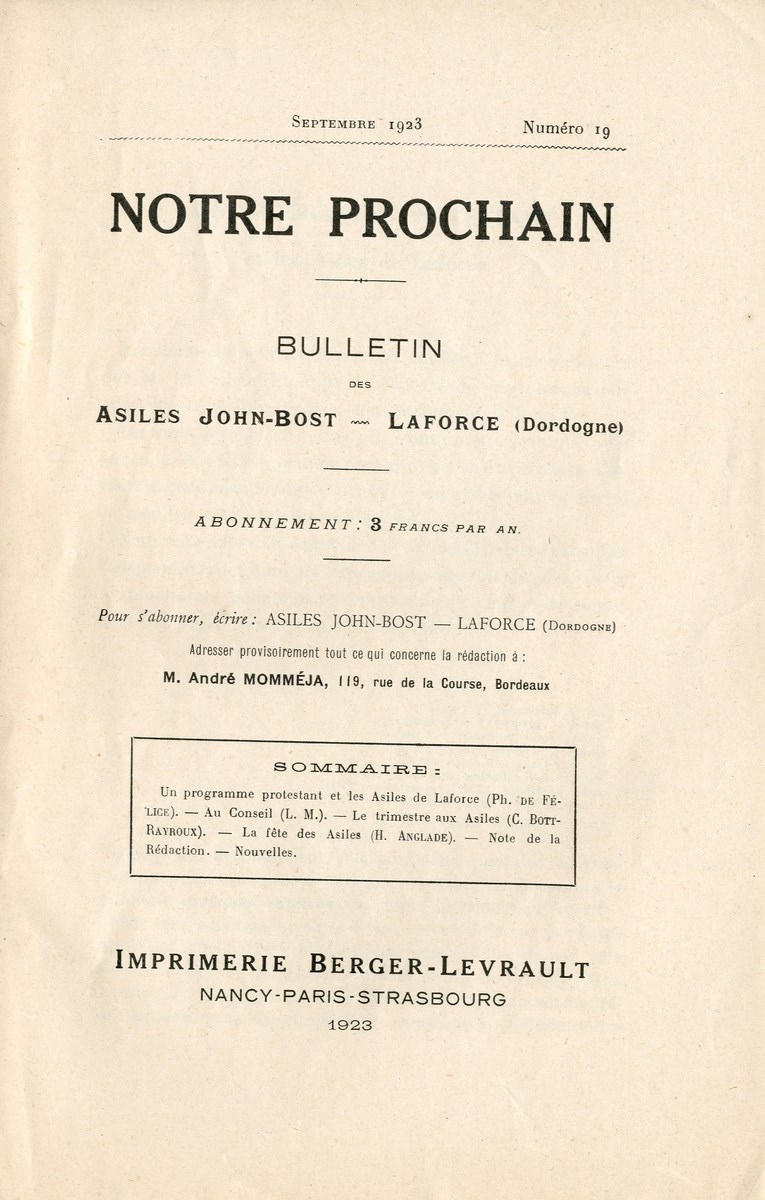 Septembre 1923 Numéro 19
NOTRE PROCHAIN
BULLETIN
DES
ASILES JOHN-BOST ~ LAFORCE (Dordogne)
ABONNEMENT : 3 FRANCS PAR AN.
Pour s'abonner, écrire : ASILES JOHN-BOST — LAFORCE (Dordogne)
Adresser provisoirement tout ce qui concerne la rédaction à :
M. André MOMMÉJA, 119, rue de la Course, Bordeaux
SOMMAIRE :
Un programme protestant et les Asiles de Laforce (Ph. DE FÉ-
LICE). — Au Conseil (L. M.). — Le trimestre aux Asiles (C. BOTT-
RAYROUX). — La fête des Asiles (H. ANGLADE). — Note de la
Rédaction. — Nouvelles.
IMPRIMERIE BERGER-LEVRAULT
NANCY-PARIS-STRASBOURG
1923